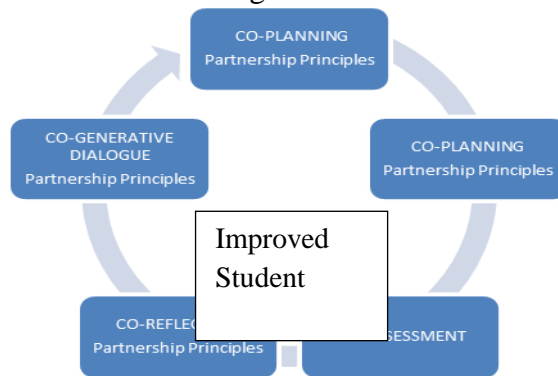 CO-PLANNING
Partnership Principles
CO-PLANNING
Partnership Principles
CO-GENERATIVE
DIALOGUE
Partnership Principles
Improved
Student
Partnership Principles